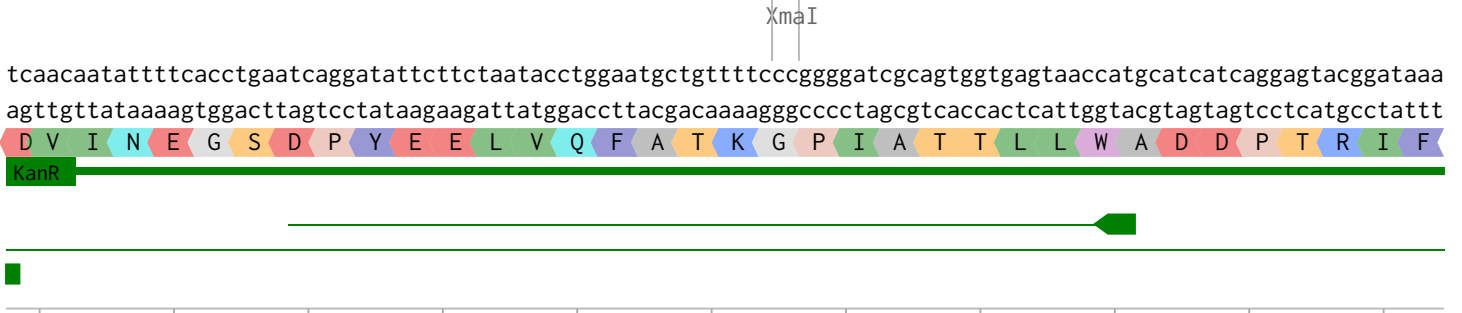 XmaI
tcaacaatattttcacctgaatcaggatattcttctaatacctggaatgctgttttcccggggatcgcagtggtgagtaaccatgcatcatcaggagtacggataaa
agttgttataaaagtggacttagtcctataagaagattatggaccttacgacaaaagggcccctagcgtcaccactcattggtacgtagtagtcctcatgcctattt
D V I N E G S D P Y E E L V Q F A T K G P I A T T L L W A D D P T R I F
KanR